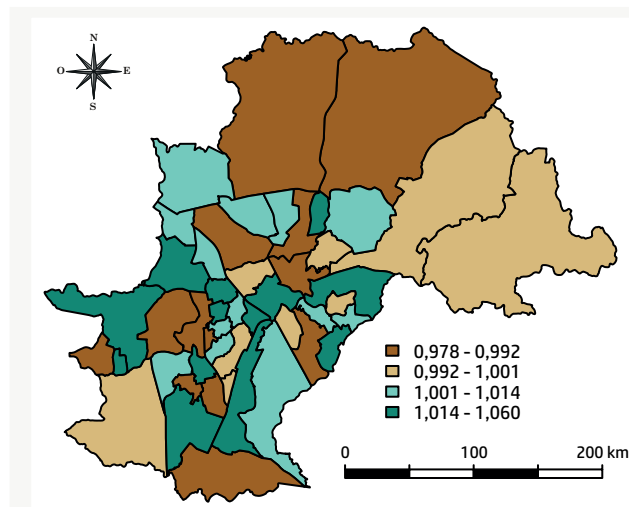 N
O E
S
0,978 - 0,992
0,992 - 1,001
1,001 - 1,014
1,014 - 1,060
0 100 200 km